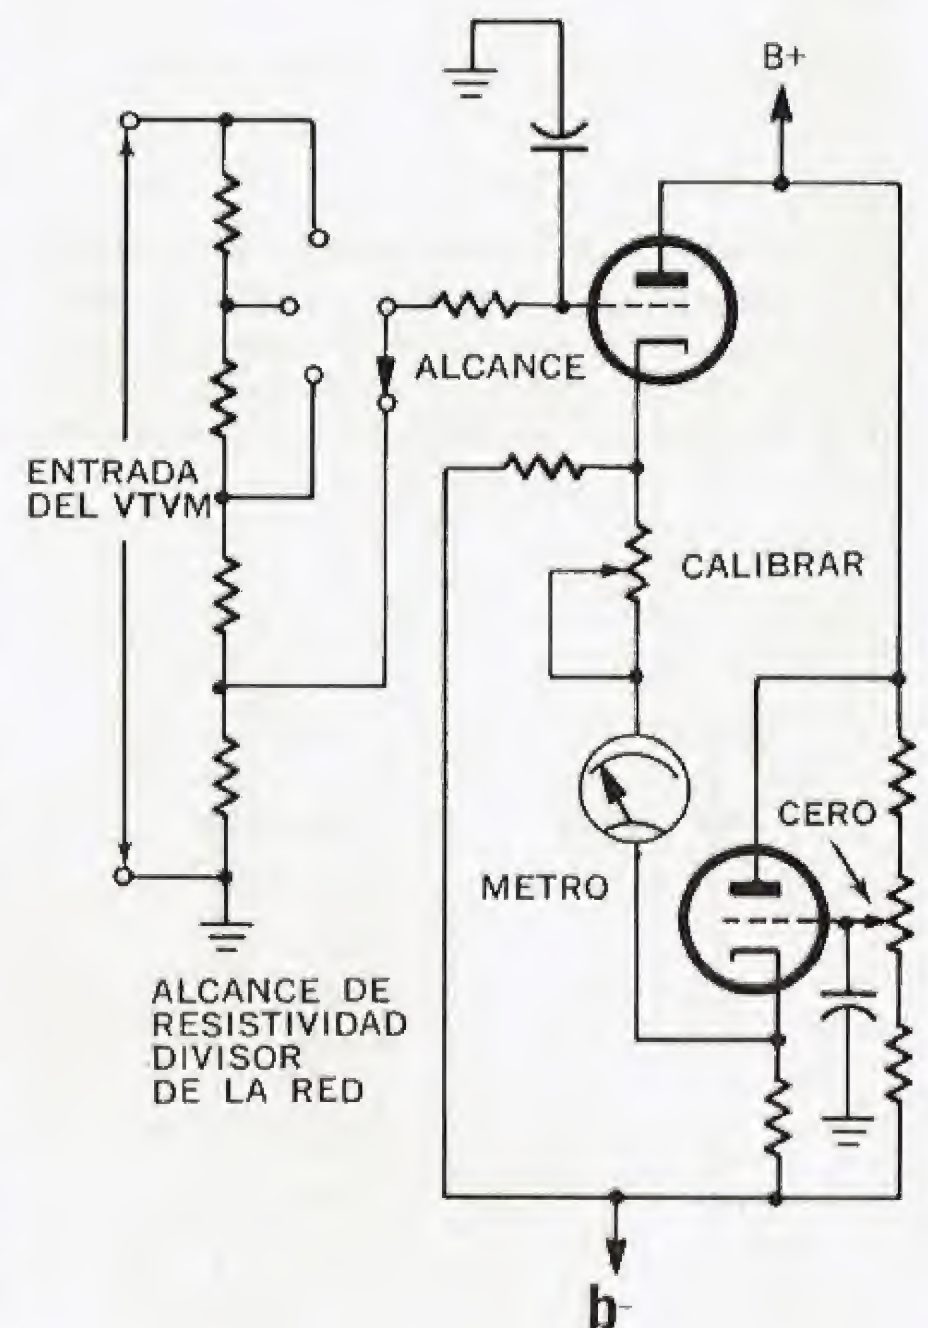 B+
ALCANCE
ENTRADA
DEL VTVM
CALIBRAR
CERO
METRO
ALCANCE DE
RESISTIVIDAD
DIVISOR
DE LA RED
b-